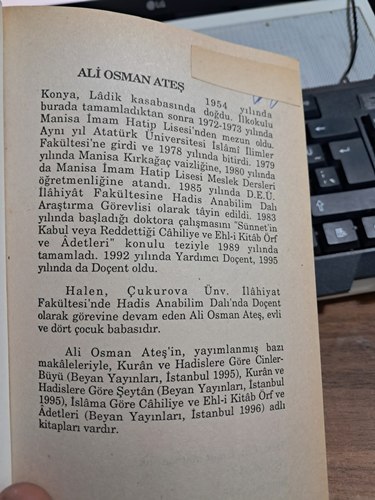 ALİ OSMAN ATEŞ
Konya, Lâdik kasabasında 1954 yılında
burada tamamladıktan sonra 1972-1973 yılında
Manisa İmam Hatip Lisesi'nden mezun oldu.
Aynı yıl Atatürk Üniversitesi İslâmî İlimler
Fakültesi'ne girdi ve 1978 yılında bitirdi. 1979
yılında Manisa Kırkağaç vaizliğine, 1980 yılında
da Manisa İmam Hatip Lisesi Meslek Dersleri
öğretmenliğine atandı. 1985 yılında D.E.Ü.
İlâhiyât Fakültesine Hadis Anabilim Dalı
Araştırma Görevlisi olarak tâyin edildi. 1983
yılında başladığı doktora çalışmasını "Sünnet'in
Kabul veya Reddettiği Câhiliye ve Ehl-i Kitâb Örf
ve Âdetleri" konulu teziyle 1989 yılında
tamamladı. 1992 yılında Yardımcı Doçent, 1995
yılında da Doçent oldu.
Halen, Çukurova Ünv. İlâhiyat
Fakültesi'nde Hadis Anabilim Dalı'nda Doçent
olarak görevine devam eden Ali Osman Ateş, evli
ve dört çocuk babasıdır.
Ali Osman Ateş'in, yayımlanmış bazı
makâleleriyle, Kurân ve Hadislere Göre Cinler-
Büyü (Beyan Yayınları, İstanbul 1995), Kurân ve
Hadislere Göre Şeytân (Beyan Yayınları, İstanbul
1995), İslâma Göre Câhiliye ve Ehl-i Kitâb Örf ve
Âdetleri (Beyan Yayınları, İstanbul 1996) adlı
kitapları vardır.